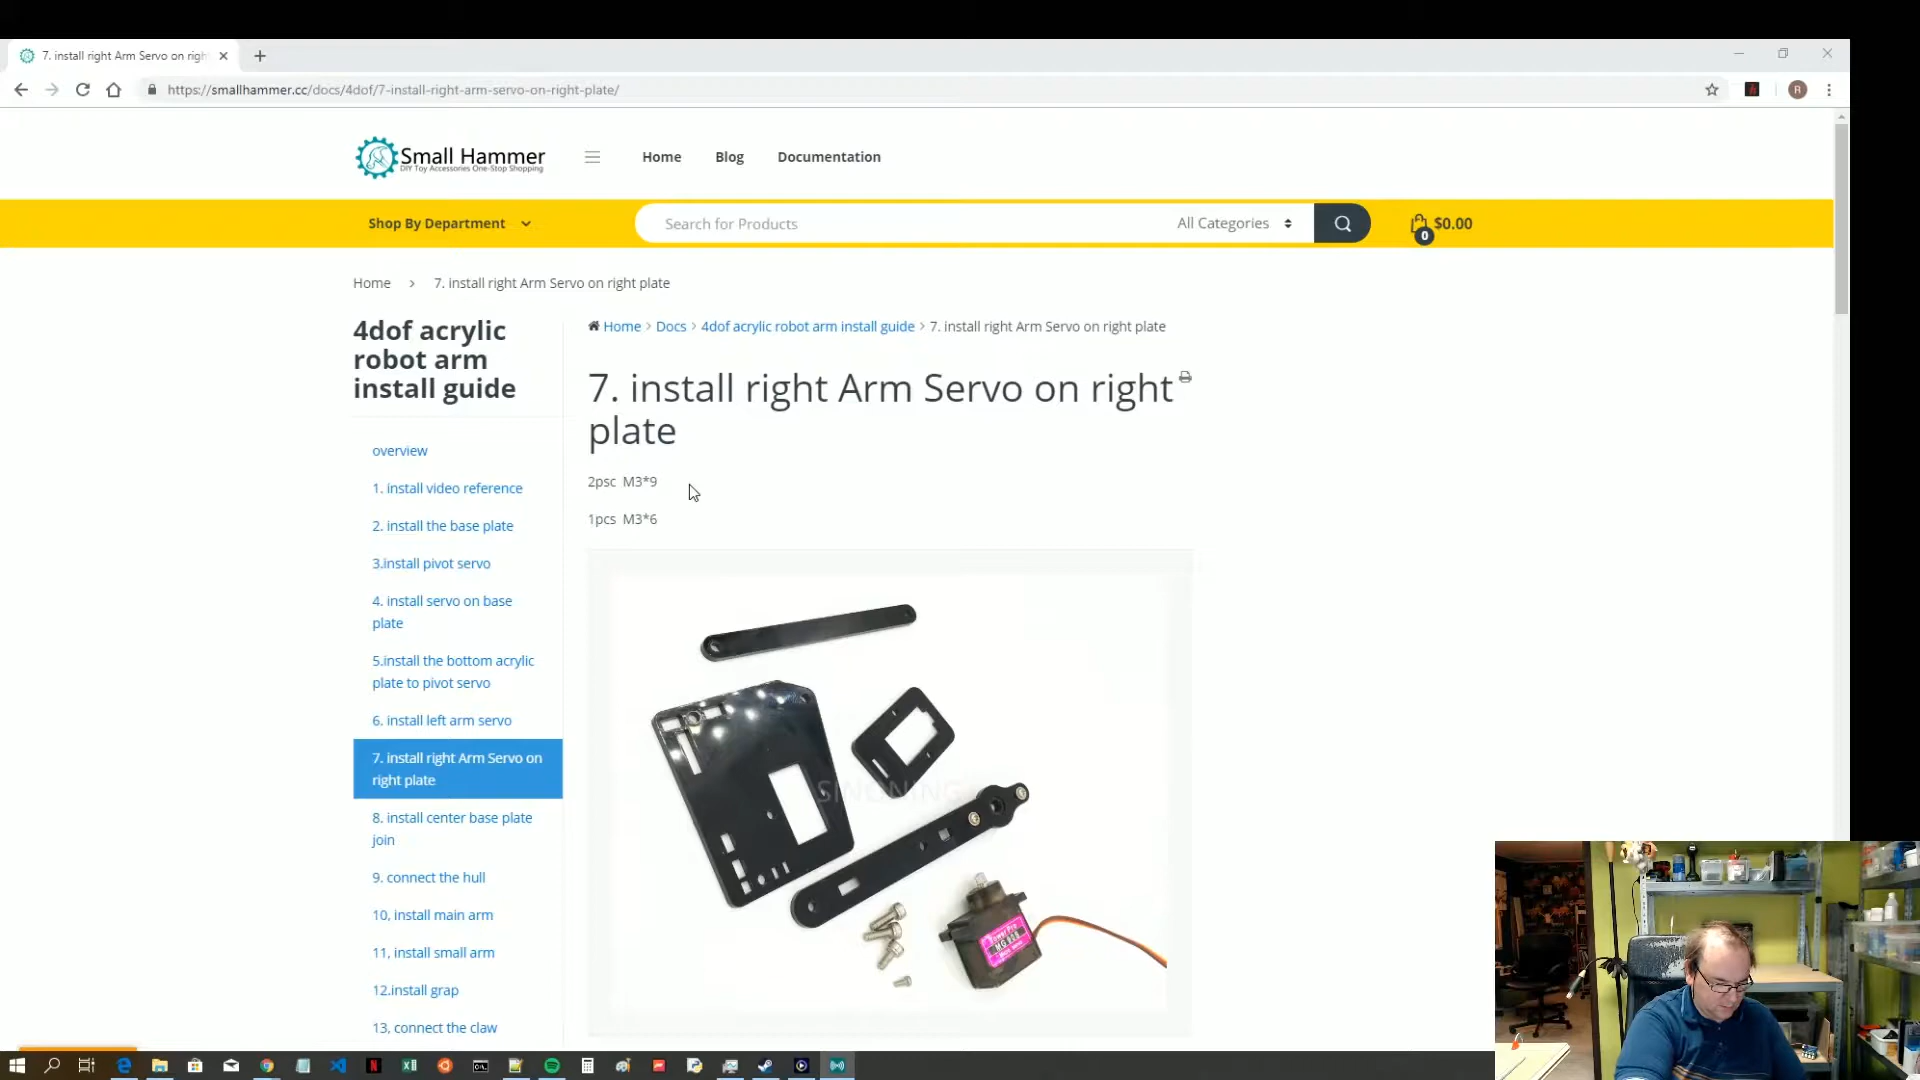 7. install right Arm Servo on righ
https://smallhammer.cc/docs/4dof/7-install-right-arm-servo-on-right-plate/
R
Small Hammer
DIY Toy Accessories One-Stop Shopping
Home
Blog
Documentation
Shop By Department
Search for Products
All Categories
$0.00
0
Home > 7. install right Arm Servo on right plate
4dof acrylic
robot arm
install guide
overview
1. install video reference
2. install the base plate
3.install pivot servo
4. install servo on base
plate
5.install the bottom acrylic
plate to pivot servo
6. install left arm servo
7. install right Arm Servo on
right plate
8. install center base plate
join
9. connect the hull
10, install main arm
11, install small arm
12.install grap
13, connect the claw
Home > Docs > 4dof acrylic robot arm install guide > 7. install right Arm Servo on right plate
7. install right Arm Servo on right
plate
2psc M3*9
1pcs M3*6
SINONING
Tower Pro